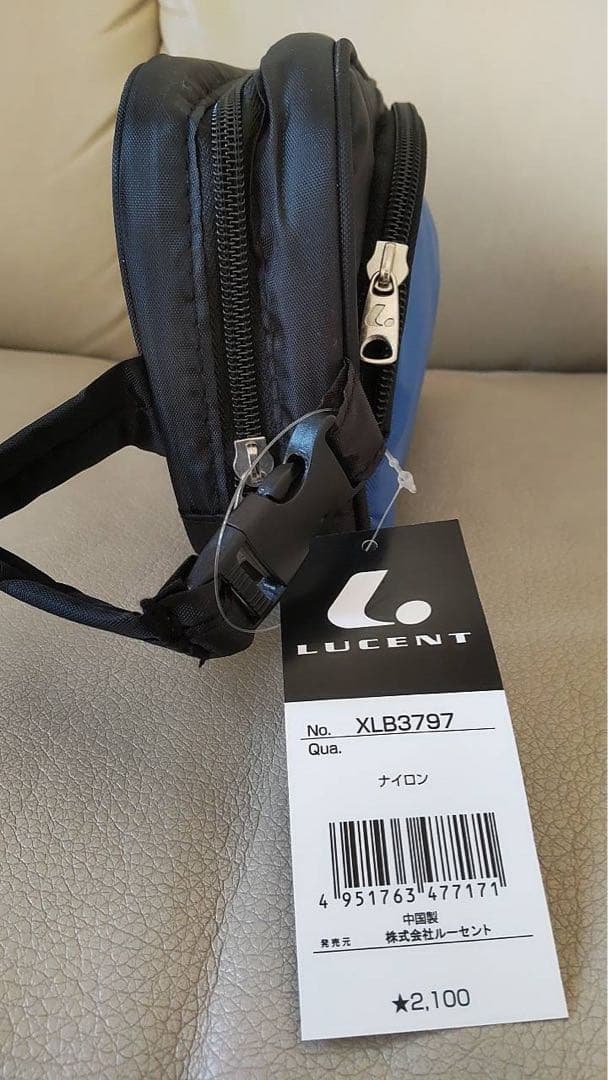 LUCENT
No. XLB3797
Qua.
ナイロン
4 951763 477171
中国製
発売元 株式会社ルーセント
★2,100